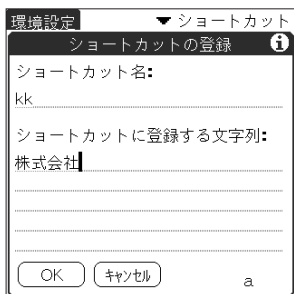 環境設定 ▼ ショートカット
ショートカットの登録 i
ショートカット名:
kk
ショートカットに登録する文字列:
株式会社
OK キャンセル a